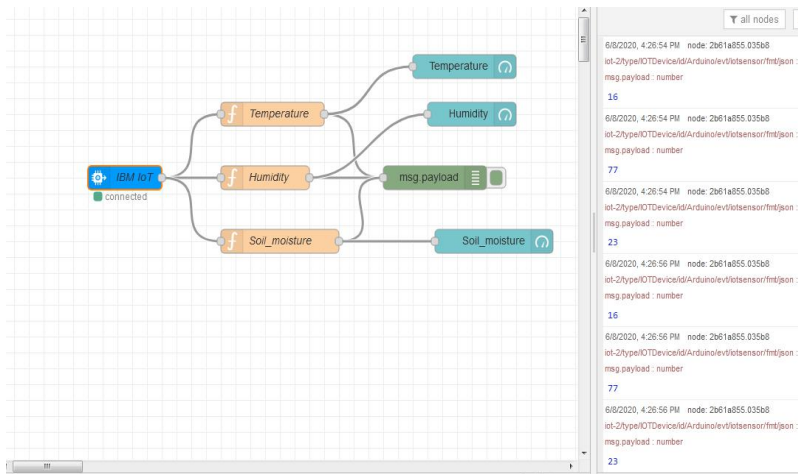 all nodes
Temperature
Humidity
Temperature
IBM IoT
connected
Humidity
msg.payload
Soil_moisture
Soil_moisture
6/8/2020, 4:26:54 PM node: 2b61a855.035b8
iot-2/type/IOTDevice/id/Arduino/evt/iotsensor/fmt/json :
msg.payload : number
16
6/8/2020, 4:26:54 PM node: 2b61a855.035b8
iot-2/type/IOTDevice/id/Arduino/evt/iotsensor/fmt/json :
msg.payload : number
77
6/8/2020, 4:26:54 PM node: 2b61a855.035b8
iot-2/type/IOTDevice/id/Arduino/evt/iotsensor/fmt/json :
msg.payload : number
23
6/8/2020, 4:26:56 PM node: 2b61a855.035b8
iot-2/type/IOTDevice/id/Arduino/evt/iotsensor/fmt/json :
msg.payload : number
16
6/8/2020, 4:26:56 PM node: 2b61a855.035b8
iot-2/type/IOTDevice/id/Arduino/evt/iotsensor/fmt/json :
msg.payload : number
77
6/8/2020, 4:26:56 PM node: 2b61a855.035b8
iot-2/type/IOTDevice/id/Arduino/evt/iotsensor/fmt/json :
msg.payload : number
23